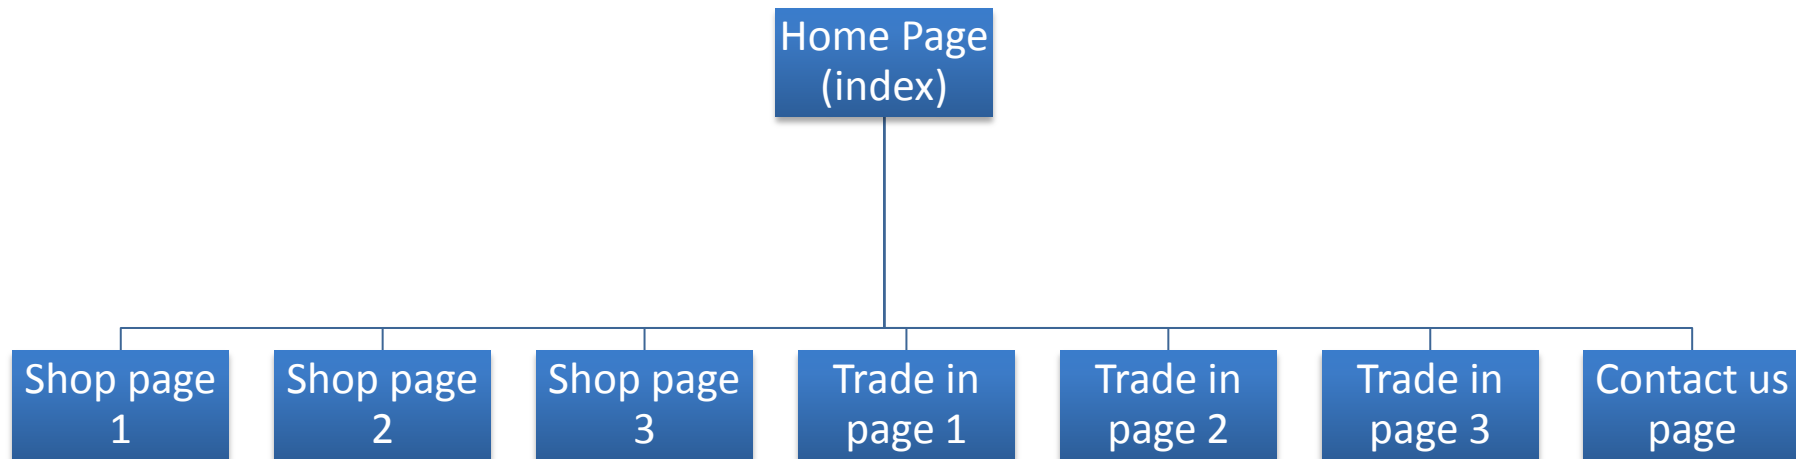 Home Page
(index)
Shop page
1
Shop page
2
Shop page
3
Trade in
page 1
Trade in
page 2
Trade in
page 3
Contact us
page